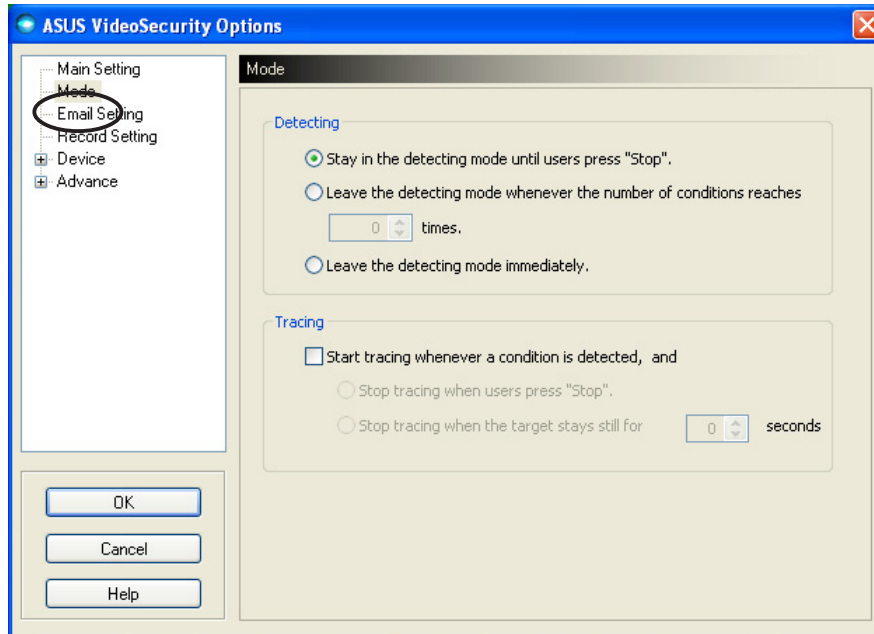 ASUS VideoSecurity Options
Main Setting
Mode
Email Setting
Record Setting
Device
Advance
OK
Cancel
Help
Mode
Detecting
Stay in the detecting mode until users press "Stop".
Leave the detecting mode whenever the number of conditions reaches
0 times.
Leave the detecting mode immediately.
Tracing
Start tracing whenever a condition is detected, and
Stop tracing when users press "Stop".
Stop tracing when the target stays still for 0 seconds